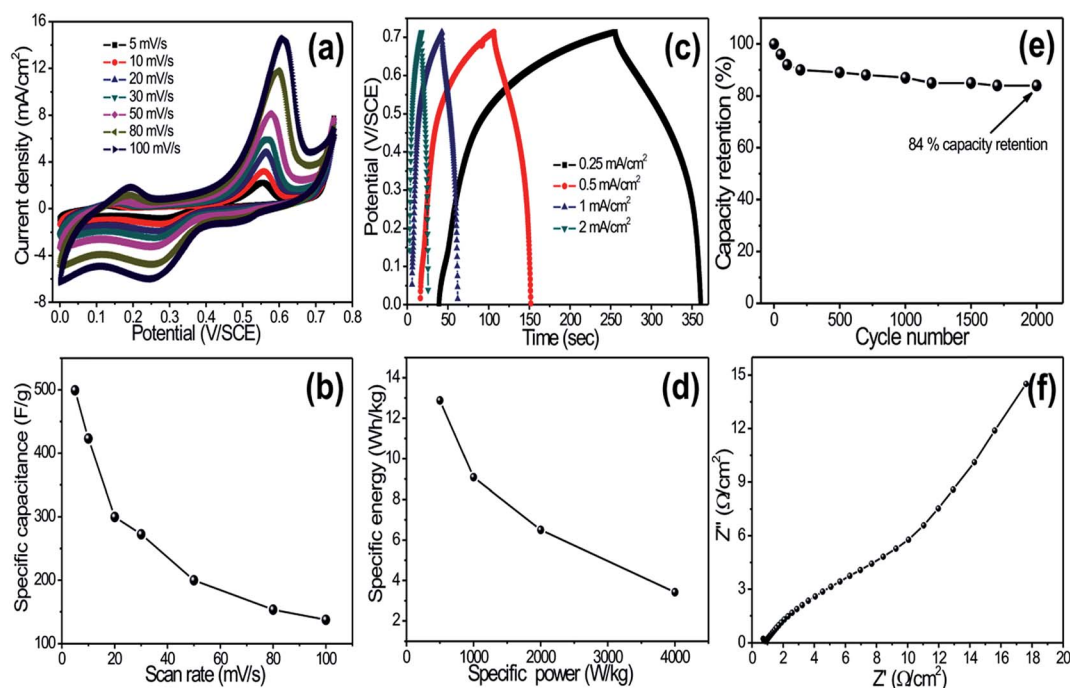 (a)
5 mV/s
10 mV/s
20 mV/s
30 mV/s
50 mV/s
80 mV/s
100 mV/s
Current density (mA/cm²)
16
12
8
4
0
-4
-8
0.0 0.1 0.2 0.3 0.4 0.5 0.6 0.7 0.8
Potential (V/SCE)
(c)
0.25 mA/cm²
0.5 mA/cm²
1 mA/cm²
2 mA/cm²
Potential (V/SCE)
0.7
0.6
0.5
0.4
0.3
0.2
0.1
0.0
0 50 100 150 200 250 300 350
Time (sec)
(e)
84 % capacity retention
Capacity retention (%)
100
80
60
40
20
0
0 500 1000 1500 2000
Cycle number
(b)
Specific capacitance (F/g)
500
400
300
200
100
0 20 40 60 80 100
Scan rate (mV/s)
(d)
Specific energy (Wh/kg)
14
12
10
8
6
4
2
0 1000 2000 3000 4000
Specific power (W/kg)
(f)
Z'' (Ω/cm²)
15
12
9
6
3
0
0 2 4 6 8 10 12 14 16 18 20
Z' (Ω/cm²)